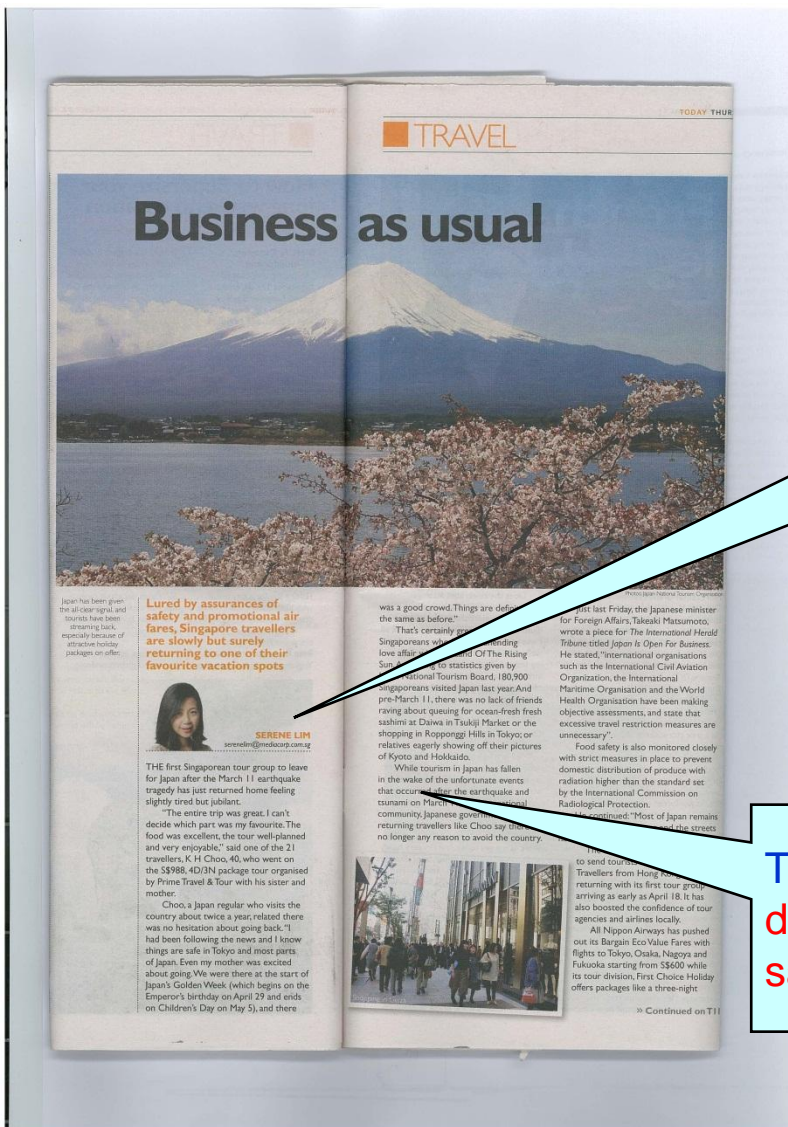 TODAY THUR
TRAVEL
Business as usual
Photos Japan National Tourism Organisation
Japan has been given
the all-clear signal, and
tourists have been
streaming back,
especially because of
attractive holiday
packages on offer.
Lured by assurances of
safety and promotional air
fares, Singapore travellers
are slowly but surely
returning to one of their
favourite vacation spots
SERENE LIM
serenelim@mediacorp.com.sg
THE first Singaporean tour group to leave
for Japan after the March 11 earthquake
tragedy has just returned home feeling
slightly tired but jubilant.
"The entire trip was great. I can't
decide which part was my favourite. The
food was excellent, the tour well-planned
and very enjoyable," said one of the 21
travellers, K H Choo, 40, who went on
the S$988, 4D/3N package tour organised
by Prime Travel & Tour with his sister and
mother.
Choo, a Japan regular who visits the
country about twice a year, related there
was no hesitation about going back. "I
had been following the news and I know
things are safe in Tokyo and most parts
of Japan. Even my mother was excited
about going. We were there at the start of
Japan's Golden Week (which begins on the
Emperor's birthday on April 29 and ends
on Children's Day on May 5), and there
was a good crowd. Things are
the same as before."
That's certainly
Singaporeans
love affair Of The Rising
to statistics given by
National Tourism Board, 180,900
Singaporeans visited Japan last year. And
pre-March 11, there was no lack of friends
raving about queuing for ocean-fresh fresh
sashimi at Daiwa in Tsukiji Market or the
shopping in Ropponggi Hills in Tokyo; or
relatives eagerly showing off their pictures
of Kyoto and Hokkaido.
While tourism in Japan has fallen
in the wake of the unfortunate events
that occurred after the earthquake and
tsunami on March
community, Japanese
returning travellers like Choo say
no longer any reason to avoid the country.
Just last Friday, the Japanese minister
for Foreign Affairs, Takeaki Matsumoto,
wrote a piece for The International Herald
Tribune titled Japan Is Open For Business.
He stated, "international organisations
such as the International Civil Aviation
Organization, the International
Maritime Organisation and the World
Health Organisation have been making
objective assessments, and state that
excessive travel restriction measures are
unnecessary".
Food safety is also monitored closely
with strict measures in place to prevent
domestic distribution of produce with
radiation higher than the standard set
by the International Commission on
Radiological Protection.
He continued: "Most of Japan remains
and the streets
to send tourists
Travellers from Hong Kong
returning with its first tour group
arriving as early as April 18. It has
also boosted the confidence of tour
agencies and airlines locally.
All Nippon Airways has pushed
out its Bargain Eco Value Fares with
flights to Tokyo, Osaka, Nagoya and
Fukuoka starting from S$600 while
its tour division, First Choice Holiday
offers packages like a three-night
» Continued on T11
T
d
sa